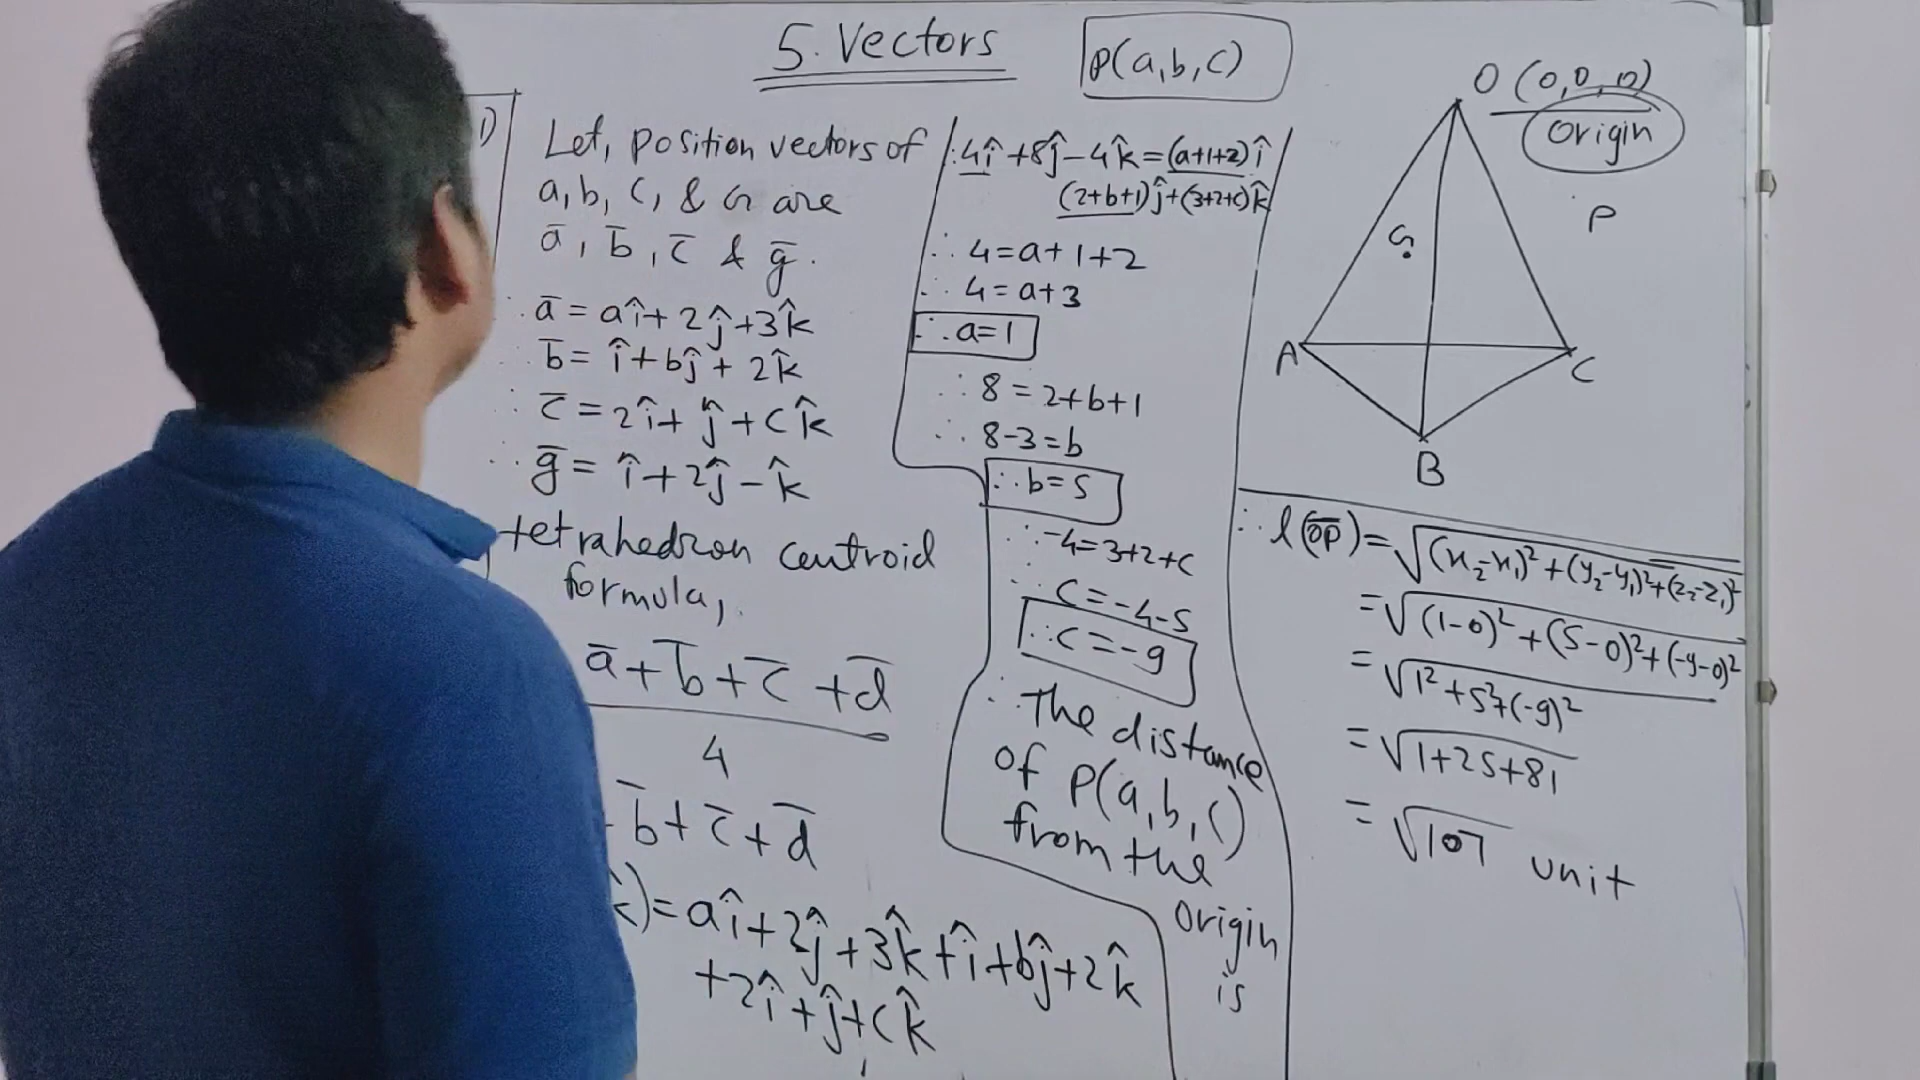 5. Vectors
P(a,b,c)
1)
Let, position vectors of
a, b, c, & G are
a̅, b̅, c̅ & g̅.
∴ a̅ = aî + 2ĵ + 3k̂
∴ b̅ = î + bĵ + 2k̂
∴ c̅ = 2î + ĵ + ck̂
∴ g̅ = î + 2ĵ - k̂
tetrahedron centroid
formula,
a̅ + b̅ + c̅ + d̅
4
b̅ + c̅ + d̅
) = aî + 2ĵ + 3k̂ + î + bĵ + 2k̂
+ 2î + ĵ + ck̂
∴ 4î + 8ĵ - 4k̂ = (a+1+2)î
(2+b+1)ĵ + (3+2+c)k̂
∴ 4 = a+1+2
∴ 4 = a+3
∴ a = 1
∴ 8 = 2+b+1
∴ 8-3 = b
∴ b = 5
∴ -4 = 3+2+c
∴ c = -4-5
∴ c = -9
∴ The distance
of P(a,b,c)
from the
origin
is
O (0,0,0)
origin
P
G
A
C
B
∴ l(O̅P̅) = √(x₂-x₁)² + (y₂-y₁)² + (z₂-z₁)²
= √(1-0)² + (5-0)² + (-9-0)²
= √1² + 5² + (-9)²
= √1+25+81
= √107 unit